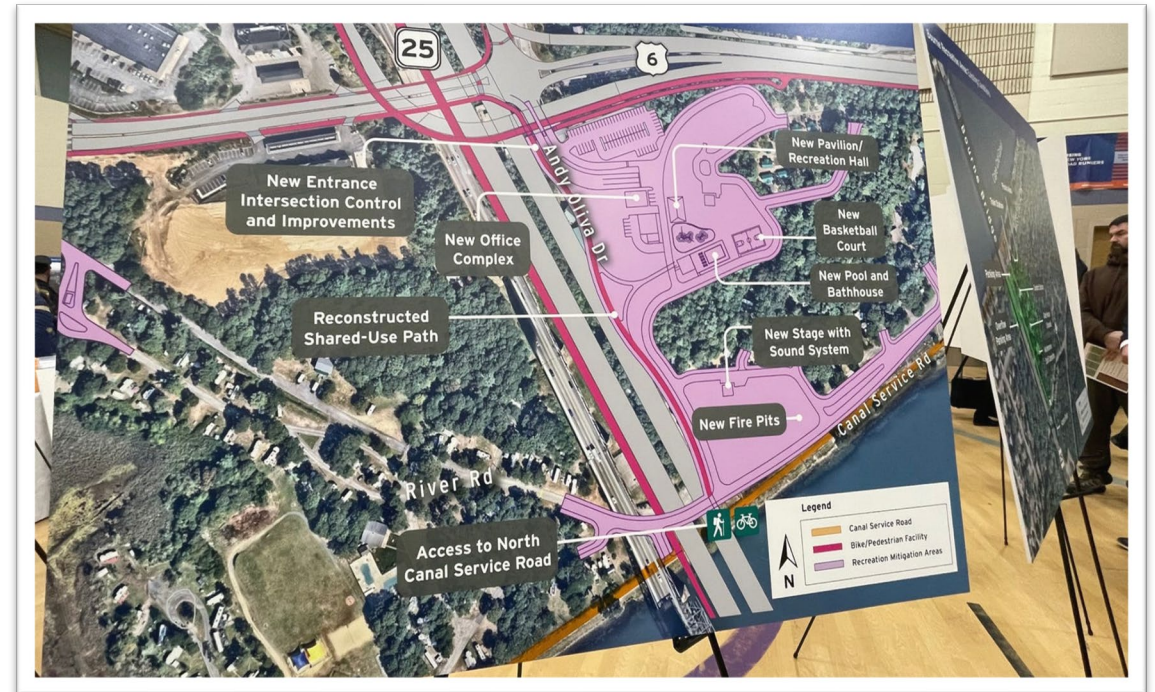 25
6
New Pavilion/
Recreation Hall
New Entrance
Intersection Control
and Improvements
Andy Oliva Dr
New Office
Complex
New
Basketball
Court
New Pool and
Bathhouse
Reconstructed
Shared-Use Path
New Stage with
Sound System
New Fire Pits
Canal Service Rd
River Rd
Access to North
Canal Service Road
Legend
Canal Service Road
Bike/Pedestrian Facility
Recreation Mitigation Areas
N